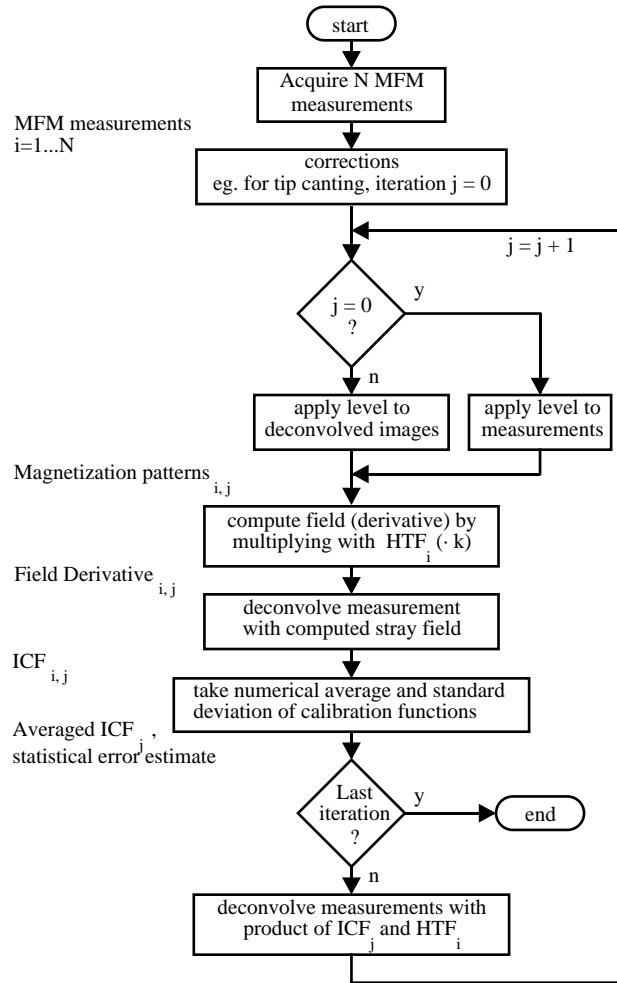 start
Acquire N MFM
measurements
MFM measurements
i=1...N
corrections
eg. for tip canting, iteration j = 0
j = j + 1
j = 0
?
y
n
apply level to
deconvolved images
apply level to
measurements
Magnetization patterns i, j
compute field (derivative) by
multiplying with HTF i (· k)
Field Derivative i, j
deconvolve measurement
with computed stray field
ICF i, j
take numerical average and standard
deviation of calibration functions
Averaged ICF j ,
statistical error estimate
Last
iteration
?
y
end
n
deconvolve measurements with
product of ICF j and HTF i